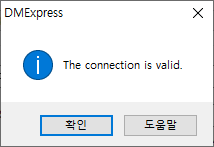 DMExpress
The connection is valid.
확인
도움말